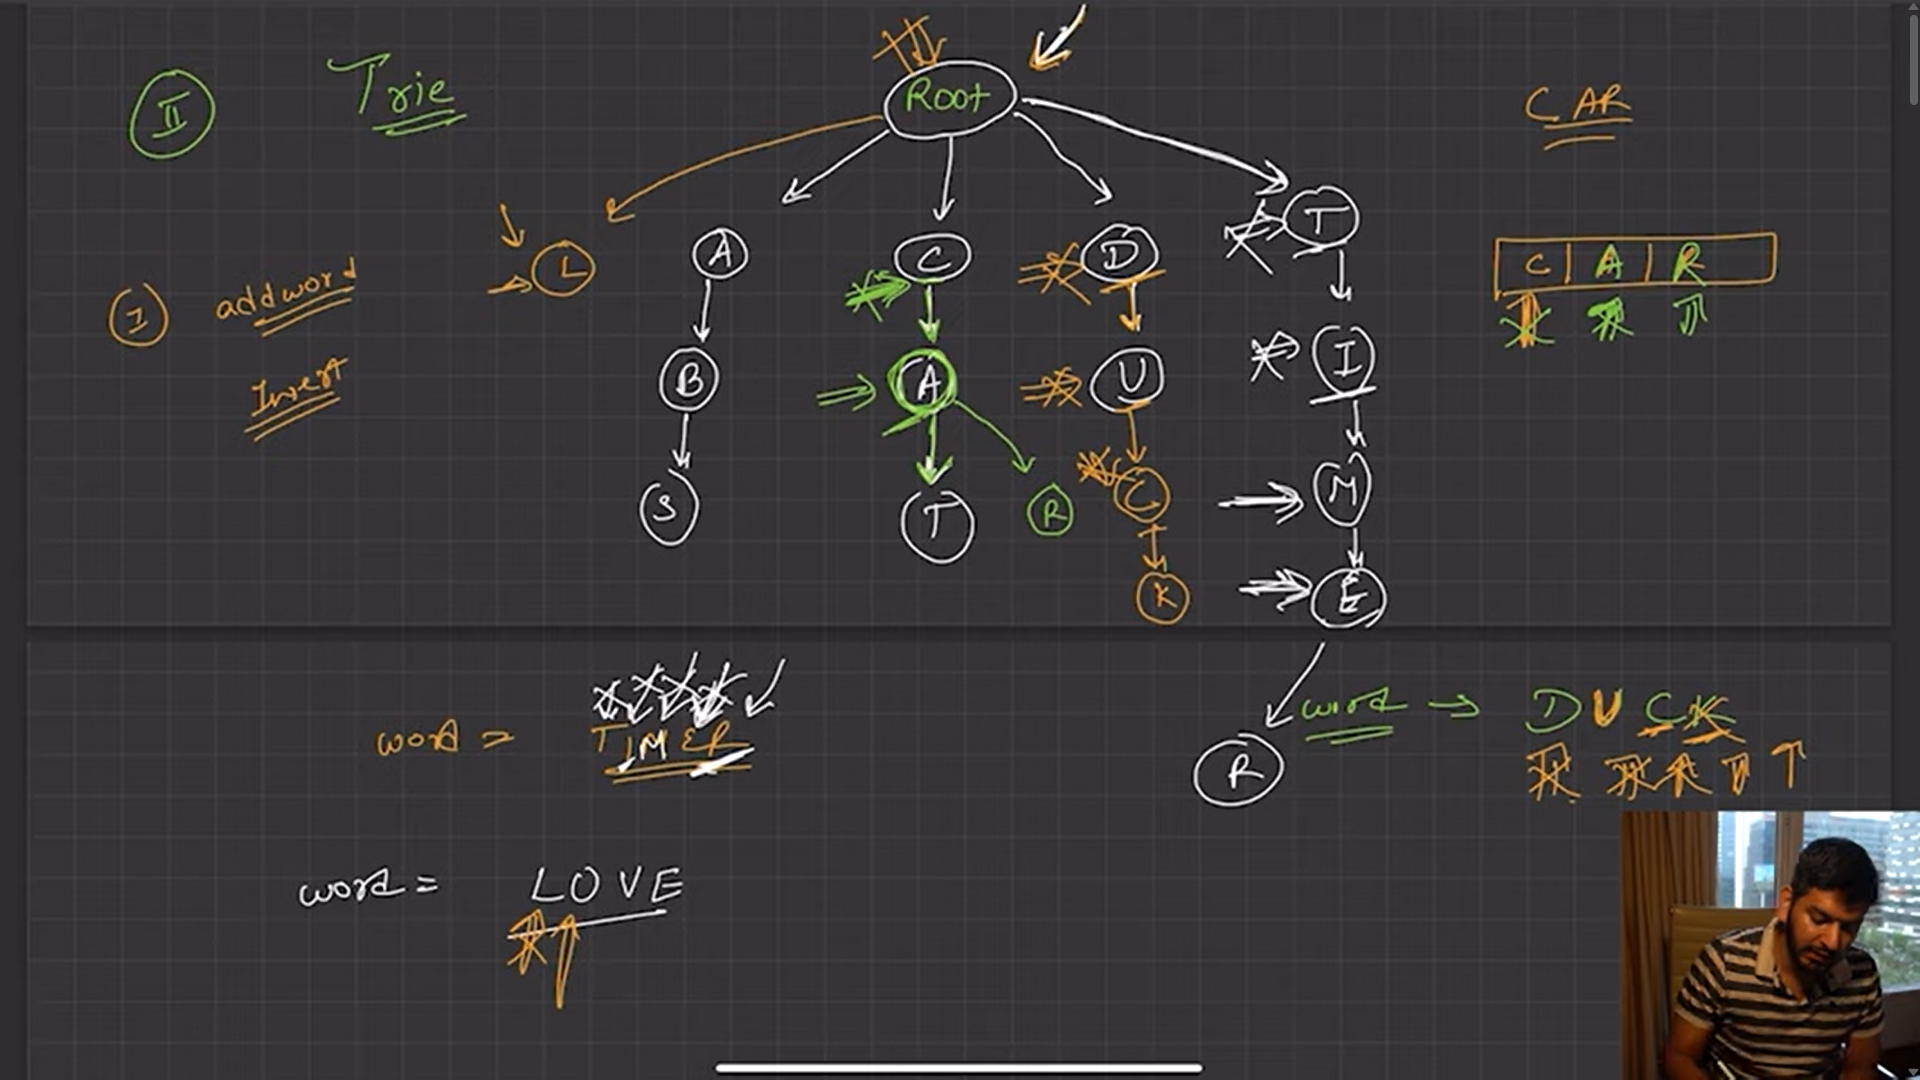 II Trie
Root
CAR
I addword
Insert
L A C D T
C | A | R
B A U I
S T R C M
K E
R
word = TIMER
word → DUCK
word = LOVE